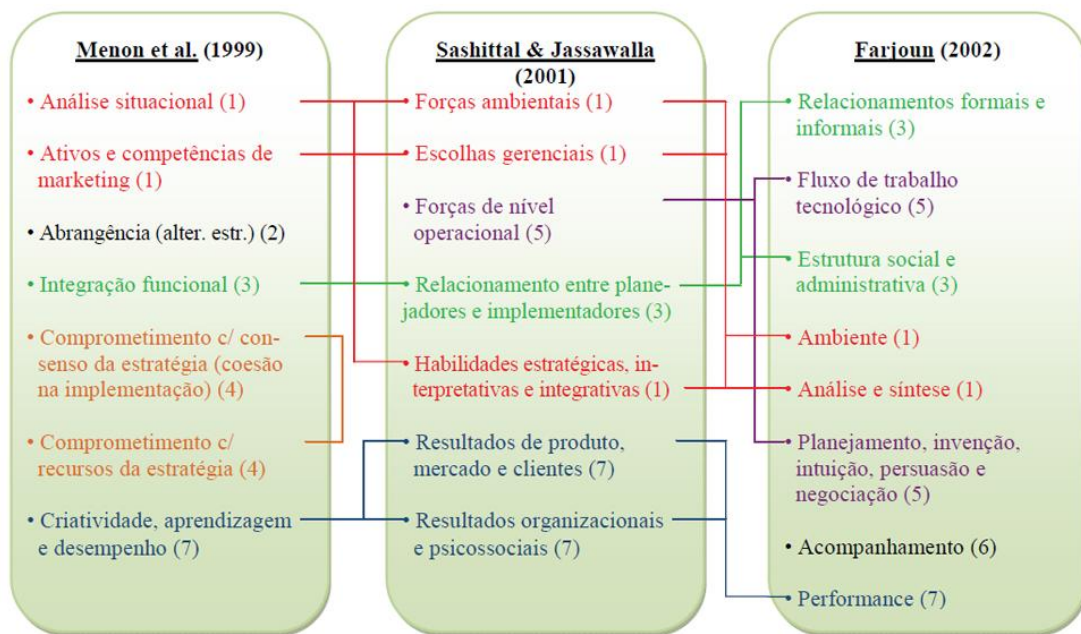 Menon et al. (1999)
• Análise situacional (1)
• Ativos e competências de
marketing (1)
• Abrangência (alter. estr.) (2)
• Integração funcional (3)
• Comprometimento c/ con-
senso da estratégia (coesão
na implementação) (4)
• Comprometimento c/
recursos da estratégia (4)
• Criatividade, aprendizagem
e desempenho (7)
Sashittal & Jassawalla
(2001)
• Forças ambientais (1)
• Escolhas gerenciais (1)
• Forças de nível
operacional (5)
• Relacionamento entre plane-
jadores e implementadores (3)
• Habilidades estratégicas, in-
terpretativas e integrativas (1)
• Resultados de produto,
mercado e clientes (7)
• Resultados organizacionais
e psicossociais (7)
Farjoun (2002)
• Relacionamentos formais e
informais (3)
• Fluxo de trabalho
tecnológico (5)
• Estrutura social e
administrativa (3)
• Ambiente (1)
• Análise e síntese (1)
• Planejamento, invenção,
intuição, persuasão e
negociação (5)
• Acompanhamento (6)
• Performance (7)